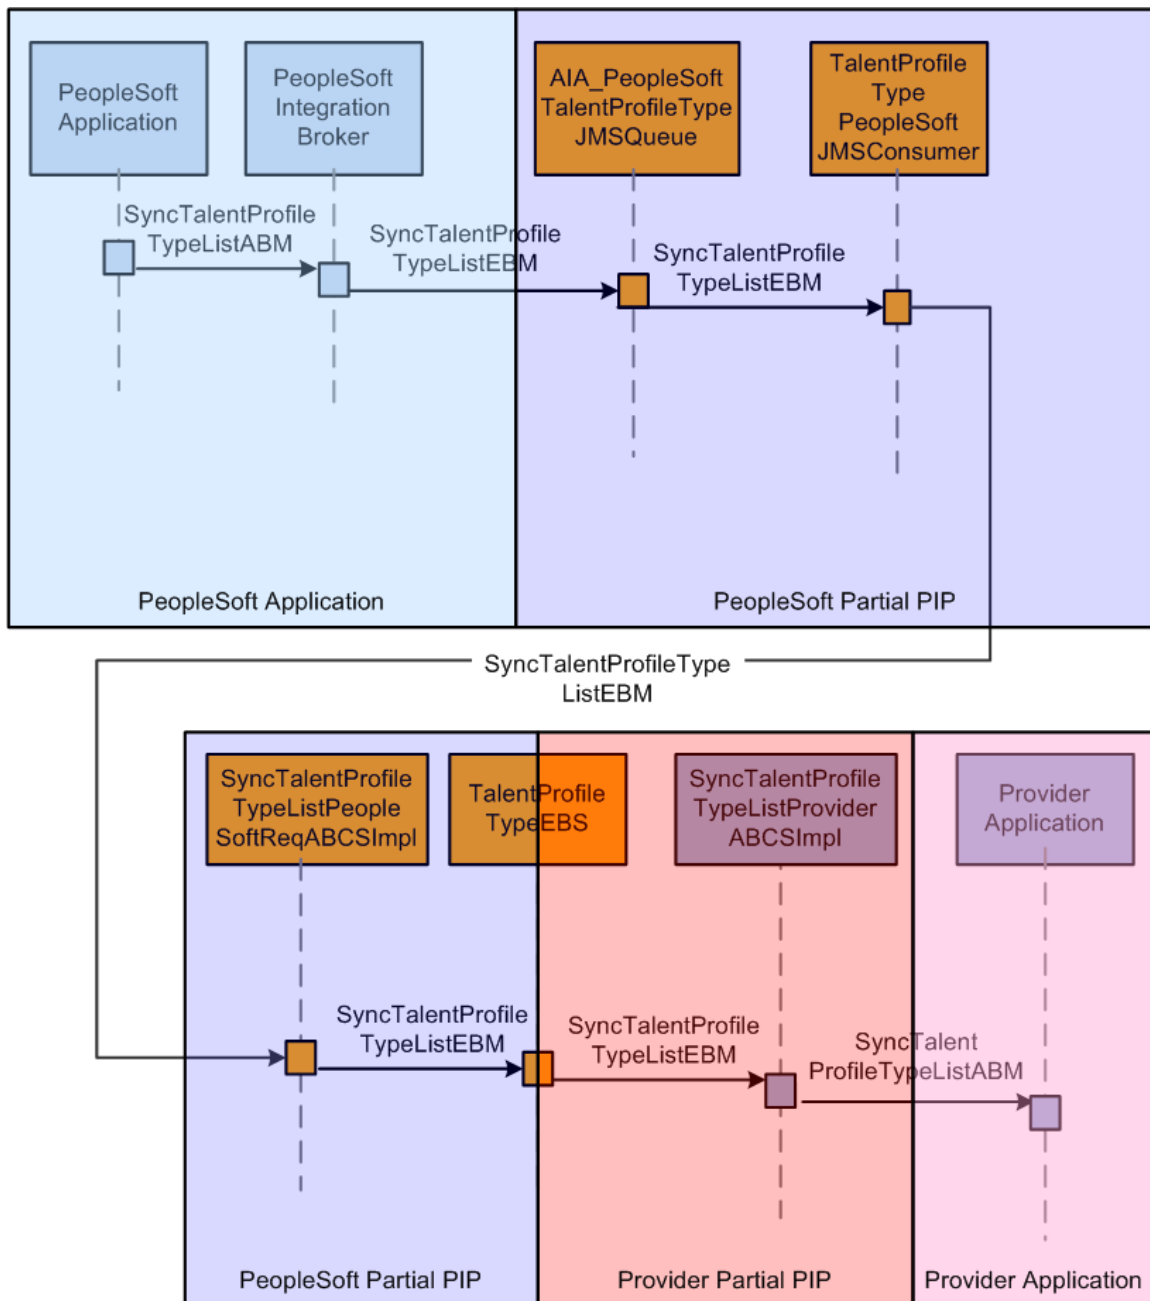 PeopleSoft
Application
PeopleSoft
Integration
Broker
AIA_PeopleSoft
TalentProfileType
JMSQueue
TalentProfile
Type
PeopleSoft
JMSConsumer
SyncTalentProfile
TypeListABM
SyncTalentProfile
TypeListEBM
SyncTalentProfile
TypeListEBM
PeopleSoft Application
PeopleSoft Partial PIP
SyncTalentProfileType
ListEBM
SyncTalentProfile
TypeListPeople
SoftReqABCSImpl
TalentProfile
TypeEBS
SyncTalentProfile
TypeListProvider
ABCSImpl
Provider
Application
SyncTalentProfile
TypeListEBM
SyncTalentProfile
TypeListEBM
SyncTalent
ProfileTypeListABM
PeopleSoft Partial PIP
Provider Partial PIP
Provider Application